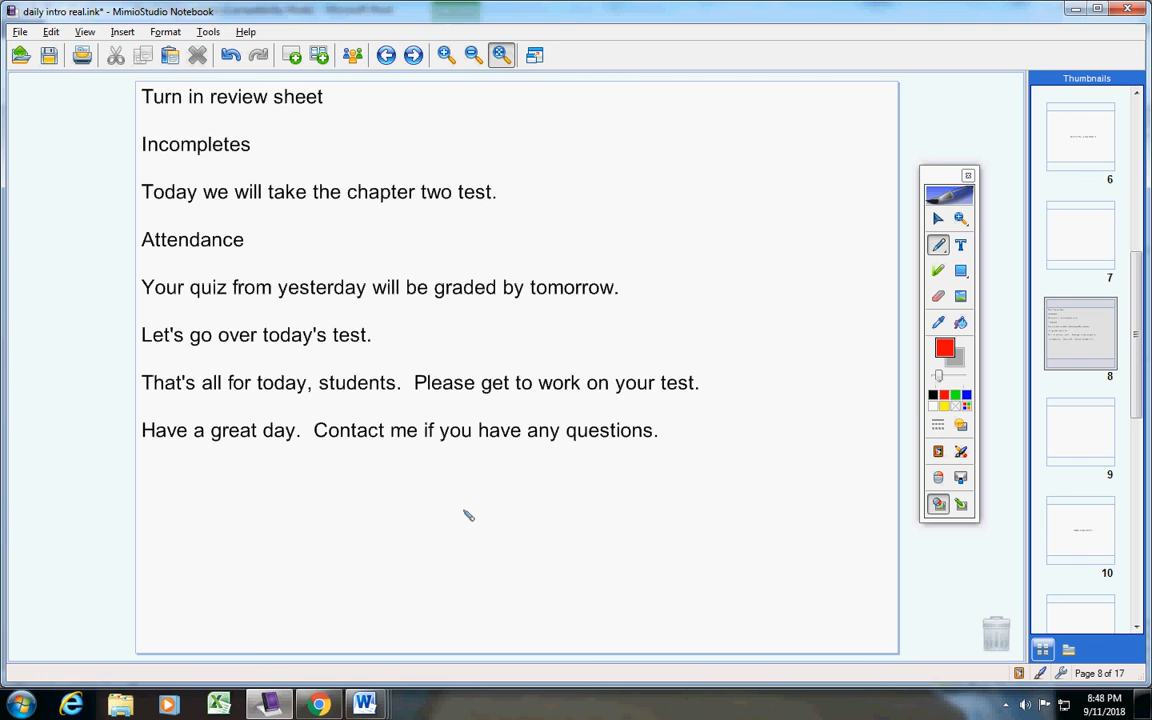 daily intro real.ink* - MimioStudio Notebook
File Edit View Insert Format Tools Help
Turn in review sheet
Incompletes
Today we will take the chapter two test.
Attendance
Your quiz from yesterday will be graded by tomorrow.
Let's go over today's test.
That's all for today, students.  Please get to work on your test.
Have a great day.  Contact me if you have any questions.
Thumbnails
6
7
8
9
10
Page 8 of 17
8:48 PM
9/11/2018